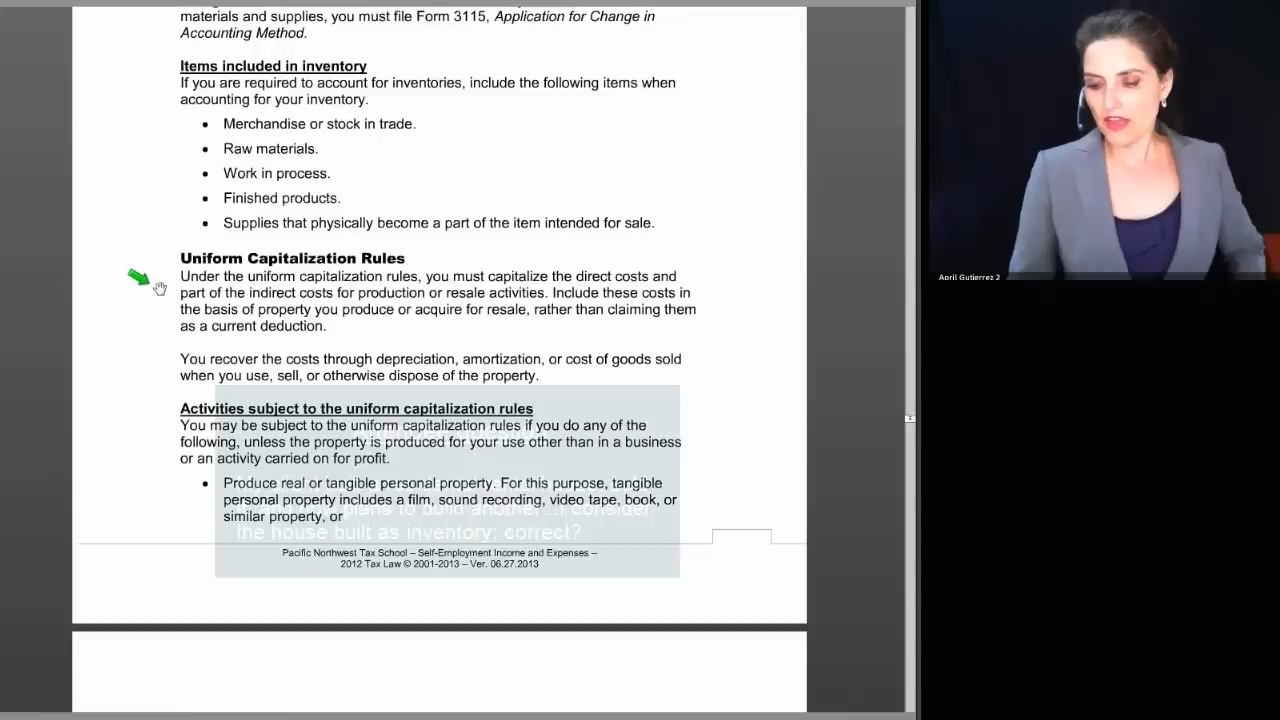 materials and supplies, you must file Form 3115, Application for Change in
Accounting Method.
Items included in inventory
If you are required to account for inventories, include the following items when
accounting for your inventory.
• Merchandise or stock in trade.
• Raw materials.
• Work in process.
• Finished products.
• Supplies that physically become a part of the item intended for sale.
Uniform Capitalization Rules
Under the uniform capitalization rules, you must capitalize the direct costs and
part of the indirect costs for production or resale activities. Include these costs in
the basis of property you produce or acquire for resale, rather than claiming them
as a current deduction.
You recover the costs through depreciation, amortization, or cost of goods sold
when you use, sell, or otherwise dispose of the property.
Activities subject to the uniform capitalization rules
You may be subject to the uniform capitalization rules if you do any of the
following, unless the property is produced for your use other than in a business
or an activity carried on for profit.
• Produce real or tangible personal property. For this purpose, tangible
personal property includes a film, sound recording, video tape, book, or
similar property, or
plans to build another...I consider
the house built as inventory; correct?
Pacific Northwest Tax School – Self-Employment Income and Expenses –
2012 Tax Law © 2001-2013 – Ver. 06.27.2013
April Gutierrez 2